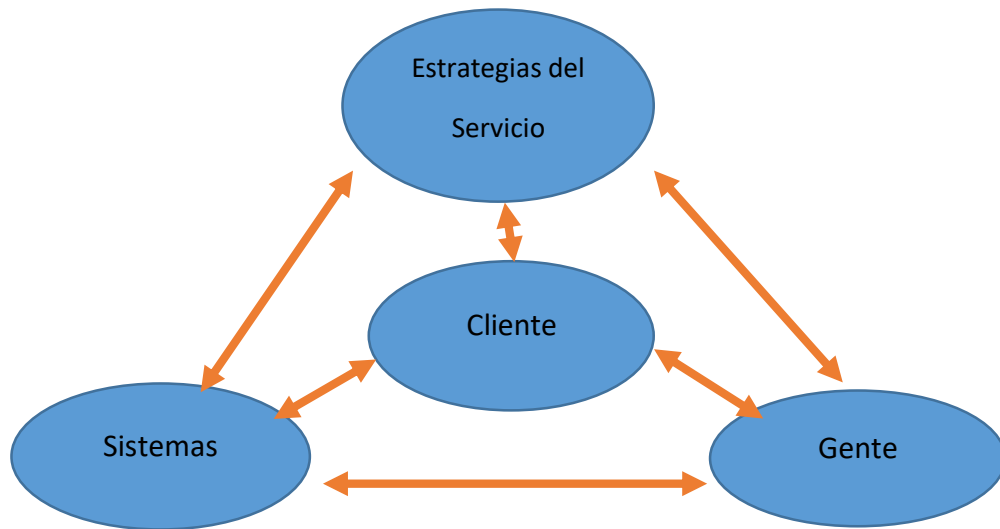 Estrategias del
Servicio
Cliente
Sistemas
Gente